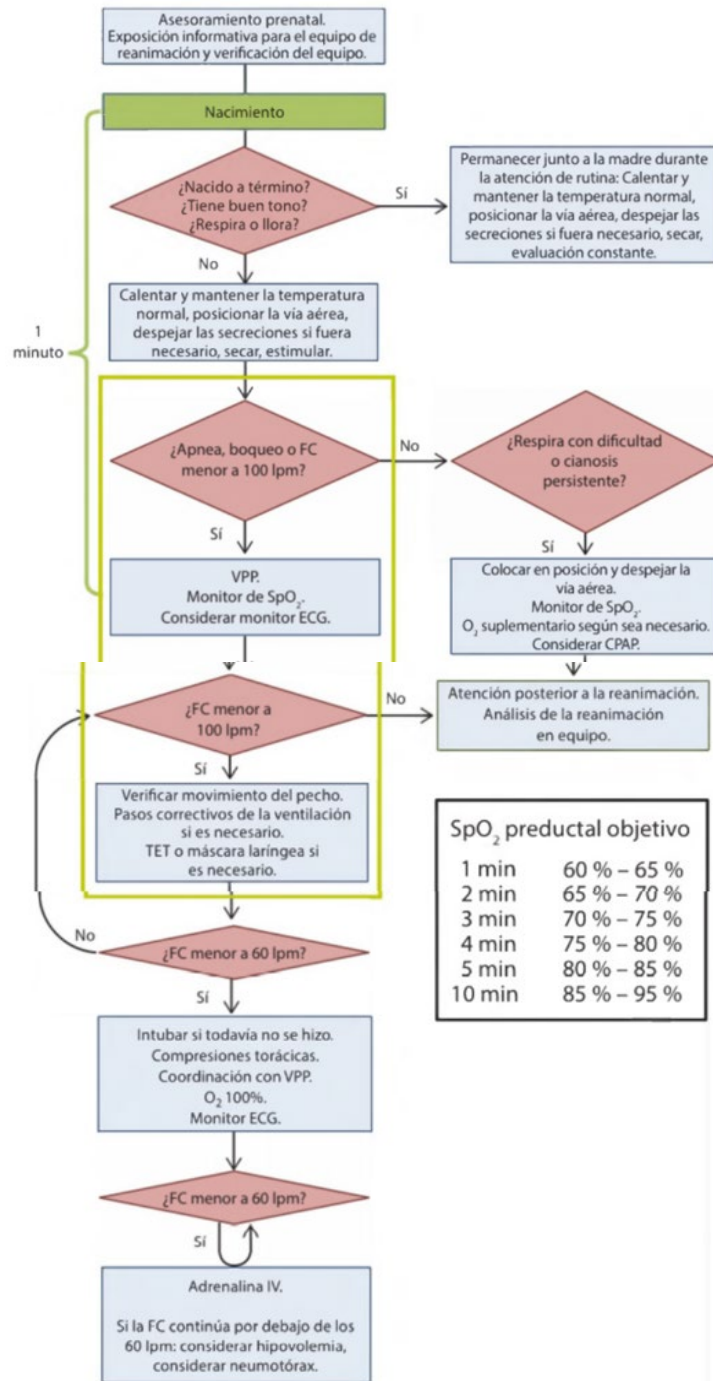 Asesoramiento prenatal.
Exposición informativa para el equipo de
reanimación y verificación del equipo.
Nacimiento
¿Nacido a término?
¿Tiene buen tono?
¿Respira o llora?
Sí
Permanecer junto a la madre durante
la atención de rutina: Calentar y
mantener la temperatura normal,
posicionar la vía aérea, despejar las
secreciones si fuera necesario, secar,
evaluación constante.
No
Calentar y mantener la temperatura
normal, posicionar la vía aérea,
despejar las secreciones si fuera
necesario, secar, estimular.
1
minuto
¿Apnea, boqueo o FC
menor a 100 lpm?
No
¿Respira con dificultad
o cianosis
persistente?
Sí
Sí
VPP.
Monitor de SpO₂.
Considerar monitor ECG.
Colocar en posición y despejar la
vía aérea.
Monitor de SpO₂.
O₂ suplementario según sea necesario.
Considerar CPAP.
¿FC menor a
100 lpm?
No
Atención posterior a la reanimación.
Análisis de la reanimación
en equipo.
Sí
Verificar movimiento del pecho.
Pasos correctivos de la ventilación
si es necesario.
TET o máscara laríngea si
es necesario.
SpO₂ preductal objetivo
1 min 60 % – 65 %
2 min 65 % – 70 %
3 min 70 % – 75 %
4 min 75 % – 80 %
5 min 80 % – 85 %
10 min 85 % – 95 %
No
¿FC menor a 60 lpm?
Sí
Intubar si todavía no se hizo.
Compresiones torácicas.
Coordinación con VPP.
O₂ 100%.
Monitor ECG.
¿FC menor a 60 lpm?
Sí
Adrenalina IV.
Si la FC continúa por debajo de los
60 lpm: considerar hipovolemia,
considerar neumotórax.